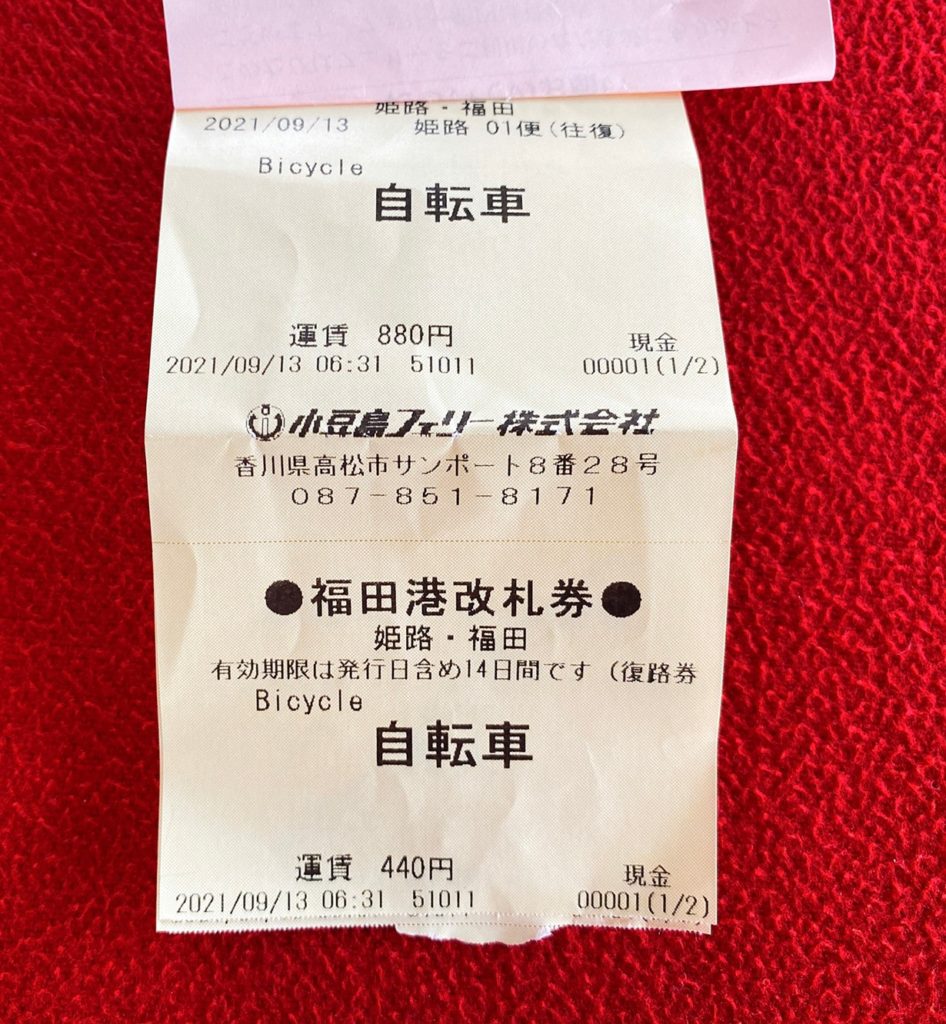 姫路・福田
2021/09/13 姫路 01便(往復)
Bicycle
自転車
運賃 880円
現金
2021/09/13 06:31 51011 00001(1/2)
小豆島フェリー株式会社
香川県高松市サンポート8番28号
087-851-8171
●福田港改札券●
姫路・福田
有効期限は発行日含め14日間です (復路券
Bicycle
自転車
運賃 440円
現金
2021/09/13 06:31 51011 00001(1/2)